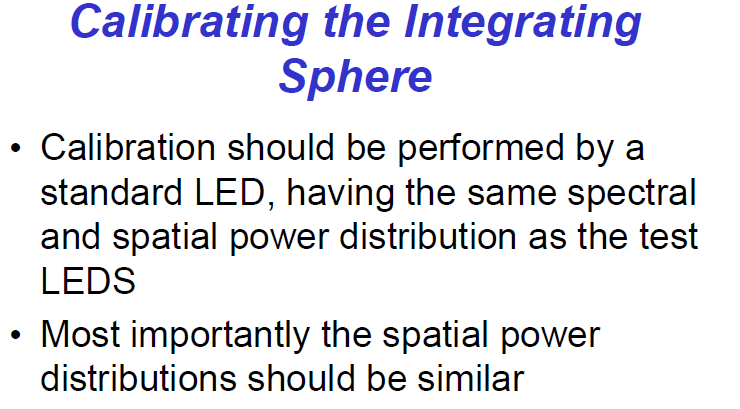 Calibrating the Integrating
Sphere
• Calibration should be performed by a
standard LED, having the same spectral
and spatial power distribution as the test
LEDS
• Most importantly the spatial power
distributions should be similar